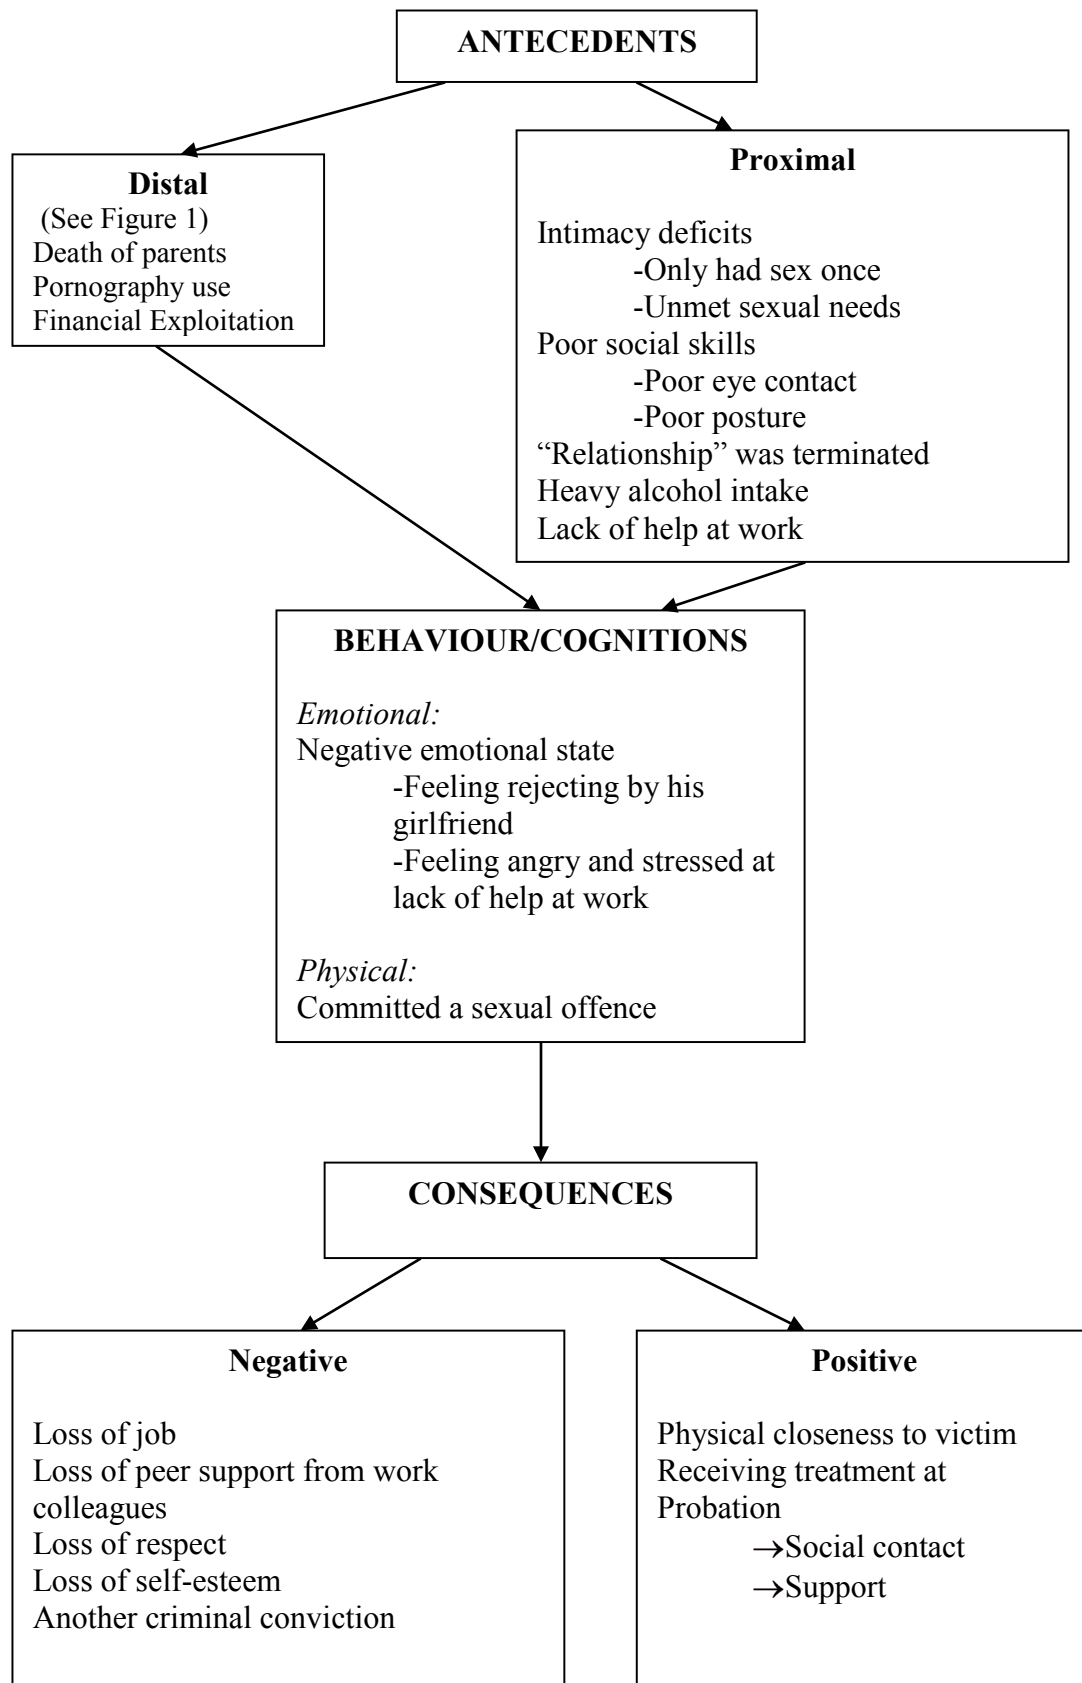 ANTECEDENTS
Distal
(See Figure 1)
Death of parents
Pornography use
Financial Exploitation
Proximal
Intimacy deficits
-Only had sex once
-Unmet sexual needs
Poor social skills
-Poor eye contact
-Poor posture
“Relationship” was terminated
Heavy alcohol intake
Lack of help at work
BEHAVIOUR/COGNITIONS
Emotional:
Negative emotional state
-Feeling rejecting by his
girlfriend
-Feeling angry and stressed at
lack of help at work
Physical:
Committed a sexual offence
CONSEQUENCES
Negative
Loss of job
Loss of peer support from work
colleagues
Loss of respect
Loss of self-esteem
Another criminal conviction
Positive
Physical closeness to victim
Receiving treatment at
Probation
→Social contact
→Support